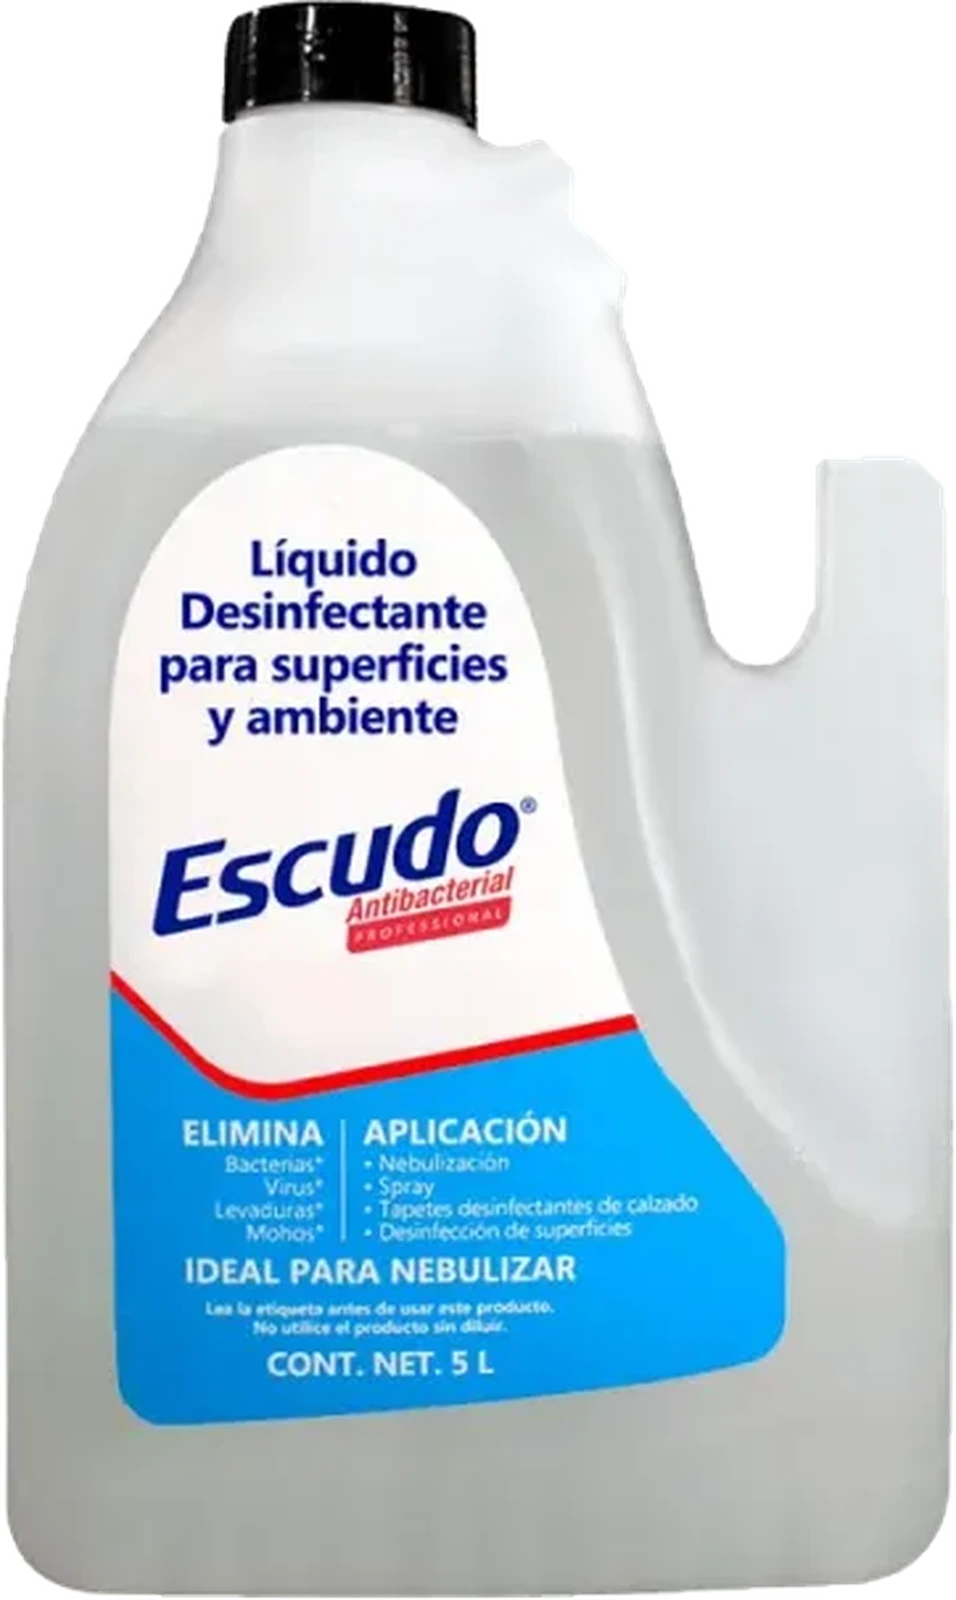 Líquido
Desinfectante
para superficies
y ambiente
Escudo®
Antibacterial
PROFESSIONAL
ELIMINA
Bacterias*
Virus*
Levaduras*
Mohos*
APLICACIÓN
• Nebulización
• Spray
• Tapetes desinfectantes de calzado
• Desinfección de superficies
IDEAL PARA NEBULIZAR
Lea la etiqueta antes de usar este producto.
No utilice el producto sin diluir.
CONT. NET. 5 L